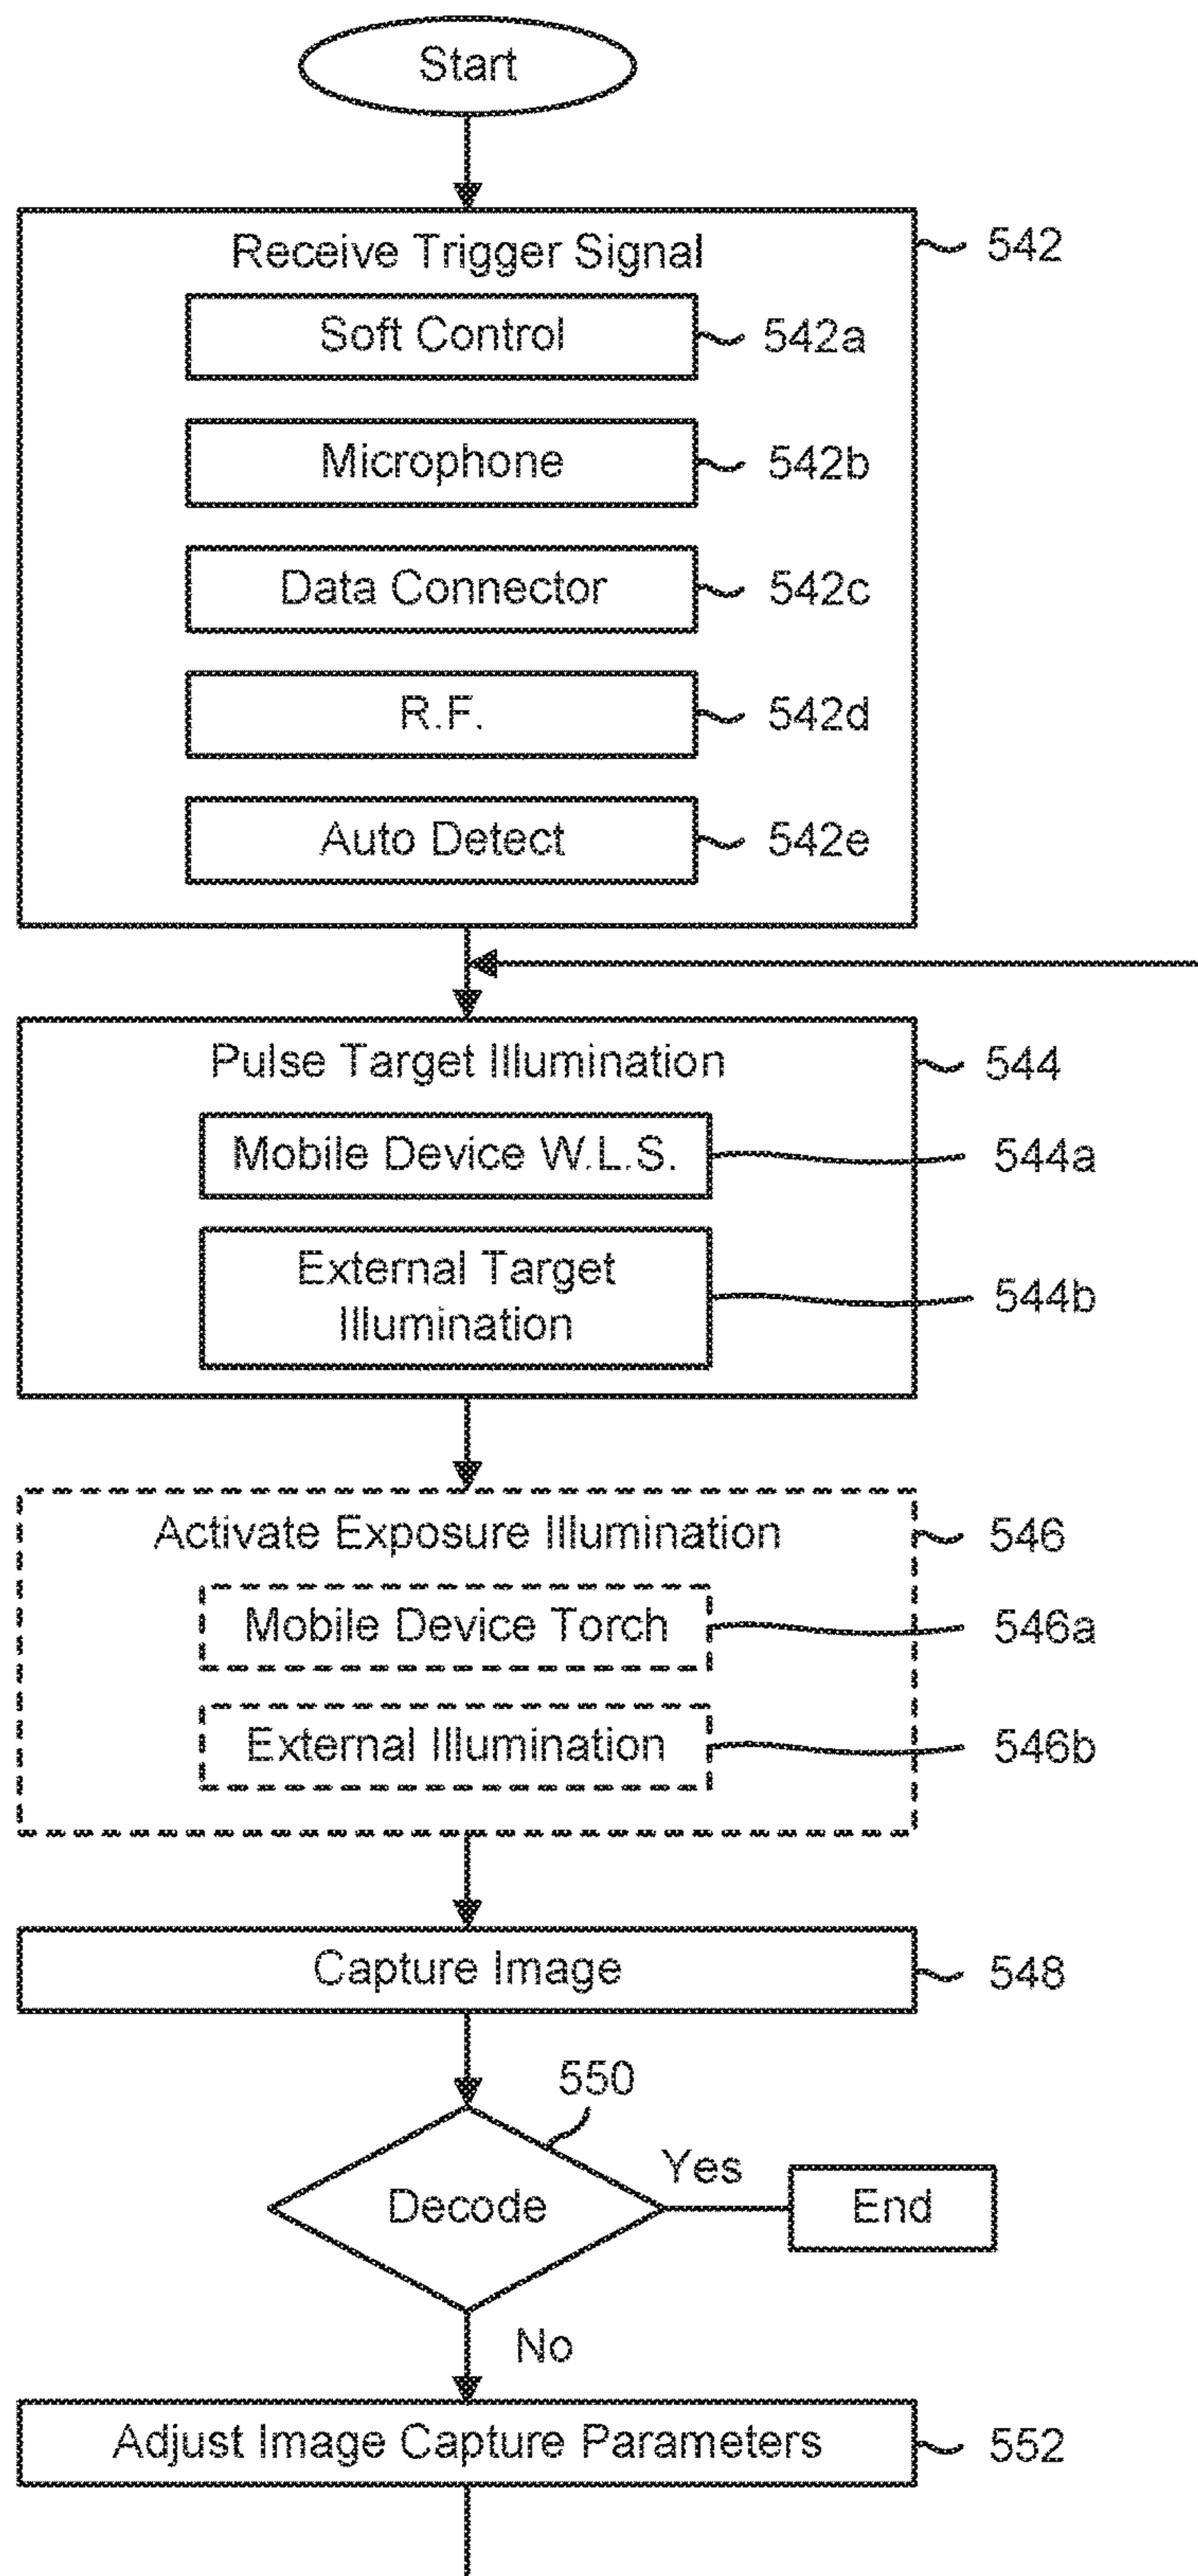 Start
Receive Trigger Signal
542
Soft Control
542a
Microphone
542b
Data Connector
542c
R.F.
542d
Auto Detect
542e
Pulse Target Illumination
544
Mobile Device W.L.S.
544a
External Target
Illumination
544b
Activate Exposure Illumination
546
Mobile Device Torch
546a
External Illumination
546b
Capture Image
548
550
Decode
Yes
End
No
Adjust Image Capture Parameters
552